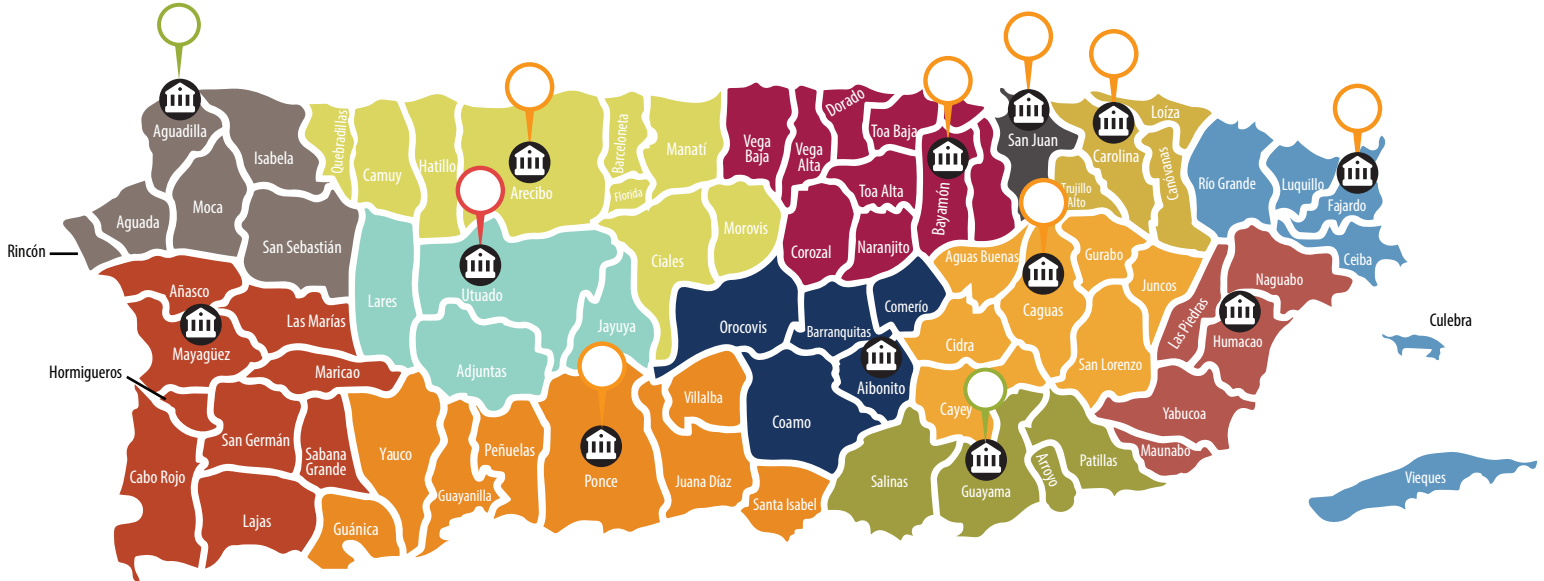 Aguadilla
Isabela
Quebradillas
Camuy
Hatillo
Arecibo
Barceloneta
Florida
Manatí
Vega
Baja
Vega
Alta
Dorado
Toa Baja
Toa Alta
Bayamón
San Juan
Carolina
Trujillo
Alto
Loíza
Canóvanas
Río Grande
Luquillo
Fajardo
Ceiba
Rincón
Aguada
Moca
San Sebastián
Lares
Utuado
Ciales
Morovis
Corozal
Naranjito
Aguas Buenas
Gurabo
Juncos
Naguabo
Añasco
Las Marías
Mayagüez
Hormigueros
Maricao
Adjuntas
Jayuya
Orocovis
Barranquitas
Comerío
Cidra
Caguas
San Lorenzo
Las Piedras
Humacao
Culebra
Aibonito
Villalba
Coamo
Cayey
Yabucoa
Maunabo
San Germán
Sabana
Grande
Cabo Rojo
Lajas
Yauco
Guánica
Guayanilla
Peñuelas
Ponce
Juana Díaz
Santa Isabel
Salinas
Guayama
Arroyo
Patillas
Vieques